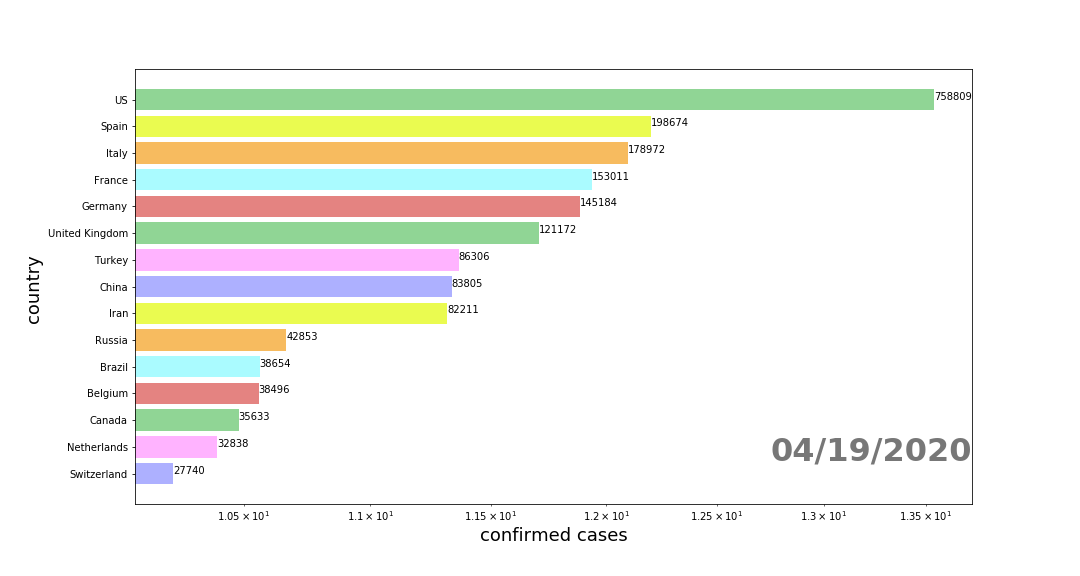 US 758809
Spain 198674
Italy 178972
France 153011
Germany 145184
United Kingdom 121172
Turkey 86306
China 83805
Iran 82211
Russia 42853
Brazil 38654
Belgium 38496
Canada 35633
Netherlands 32838
Switzerland 27740
country
04/19/2020
1.05 × 10¹ 1.1 × 10¹ 1.15 × 10¹ 1.2 × 10¹ 1.25 × 10¹ 1.3 × 10¹ 1.35 × 10¹
confirmed cases